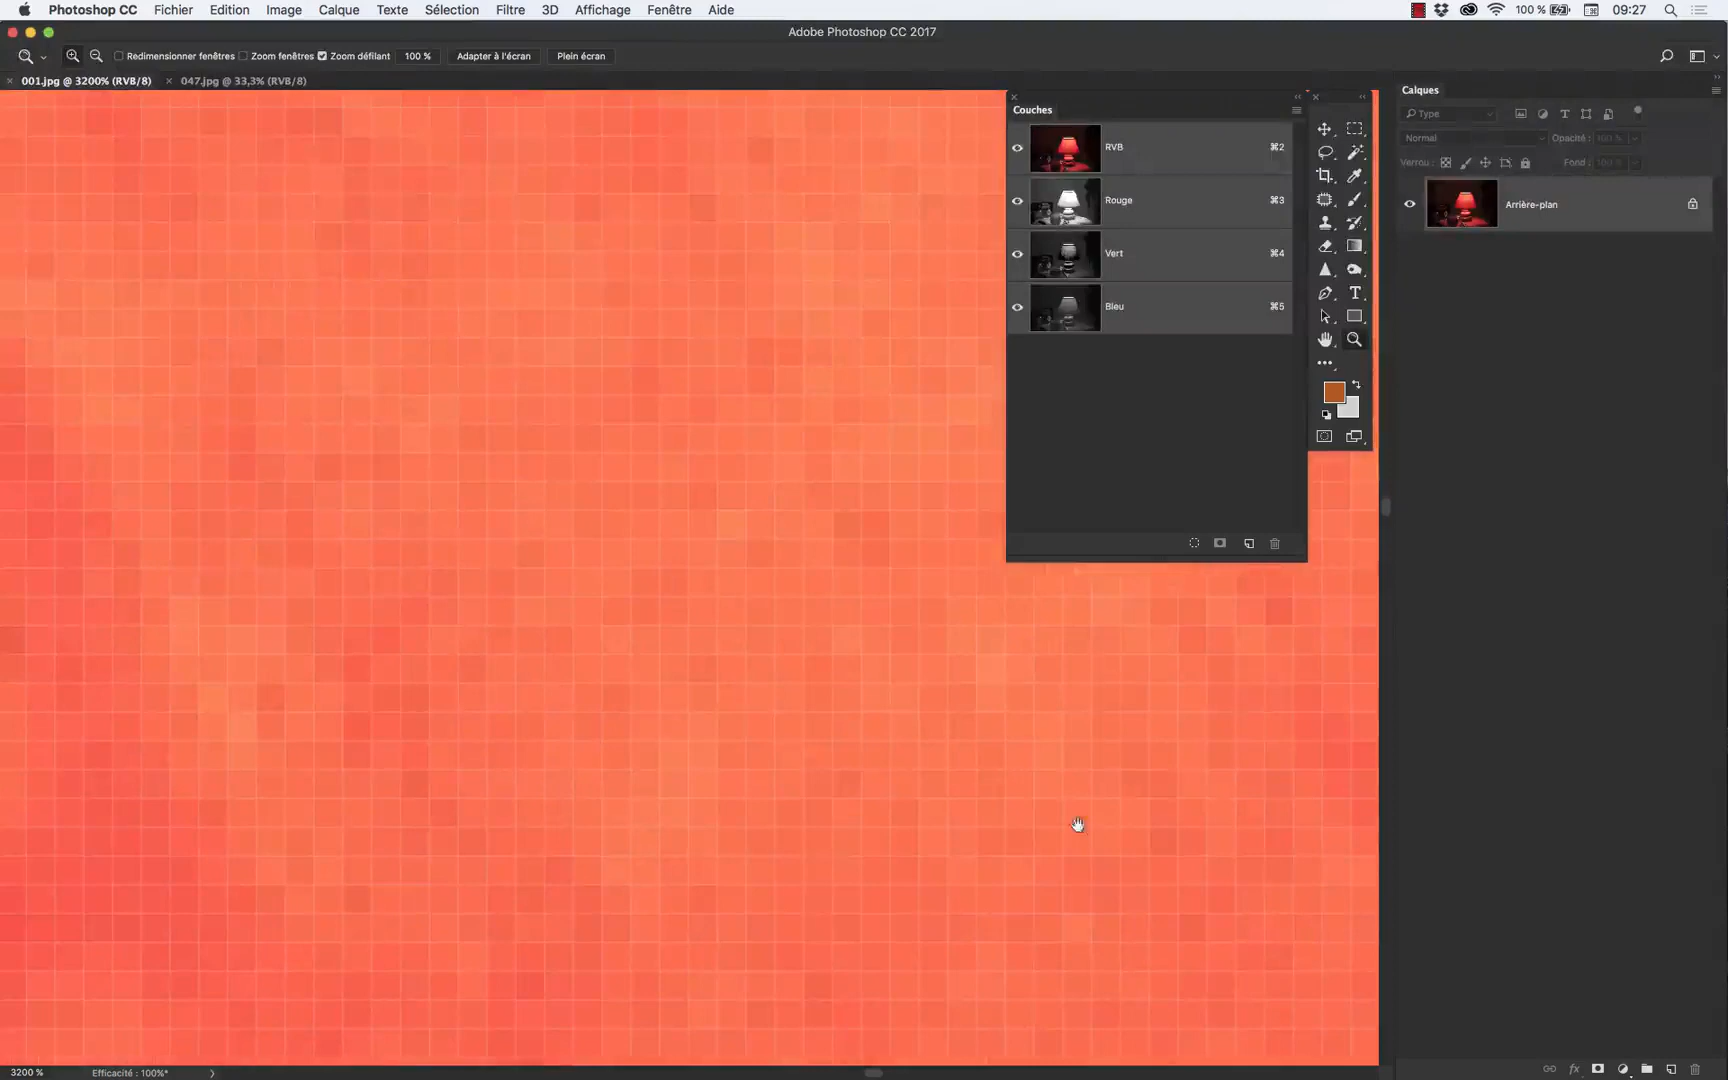 Photoshop CC Fichier Edition Image Calque Texte Sélection Filtre 3D Affichage Fenêtre Aide 100 % 09:27
Adobe Photoshop CC 2017
Redimensionner fenêtres Zoom fenêtres Zoom défilant 100 % Adapter à l'écran Plein écran
001.jpg @ 3200% (RVB/8) 047.jpg @ 33,3% (RVB/8)
Couches
RVB ⌘2
Rouge ⌘3
Vert ⌘4
Bleu ⌘5
Calques
Type
Normal Opacité : 100 %
Verrou : Fond : 100 %
Arrière-plan
3200 % Efficacité : 100%*